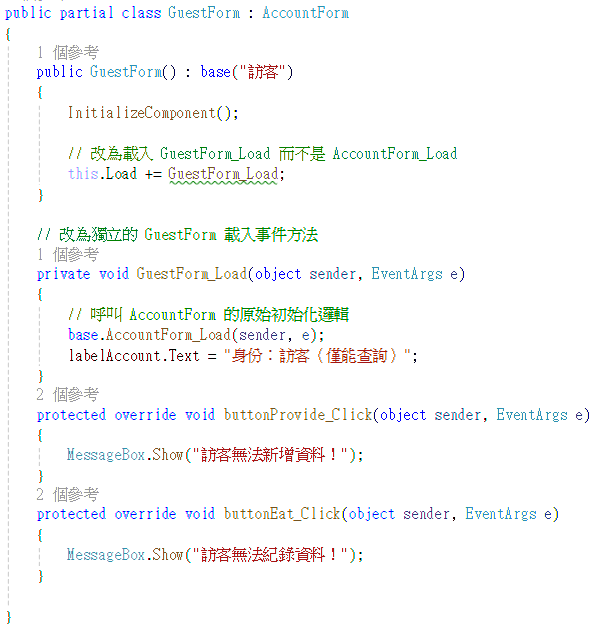 public partial class GuestForm : AccountForm
{
1 個參考
public GuestForm() : base("訪客")
{
InitializeComponent();
// 改為載入 GuestForm_Load 而不是 AccountForm_Load
this.Load += GuestForm_Load;
}
// 改為獨立的 GuestForm 載入事件方法
1 個參考
private void GuestForm_Load(object sender, EventArgs e)
{
// 呼叫 AccountForm 的原始初始化邏輯
base.AccountForm_Load(sender, e);
labelAccount.Text = "身份：訪客（僅能查詢）";
}
2 個參考
protected override void buttonProvide_Click(object sender, EventArgs e)
{
MessageBox.Show("訪客無法新增資料！");
}
2 個參考
protected override void buttonEat_Click(object sender, EventArgs e)
{
MessageBox.Show("訪客無法紀錄資料！");
}
}